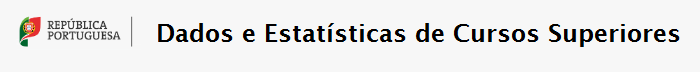 REPÚBLICA
PORTUGUESA
Dados e Estatísticas de Cursos Superiores